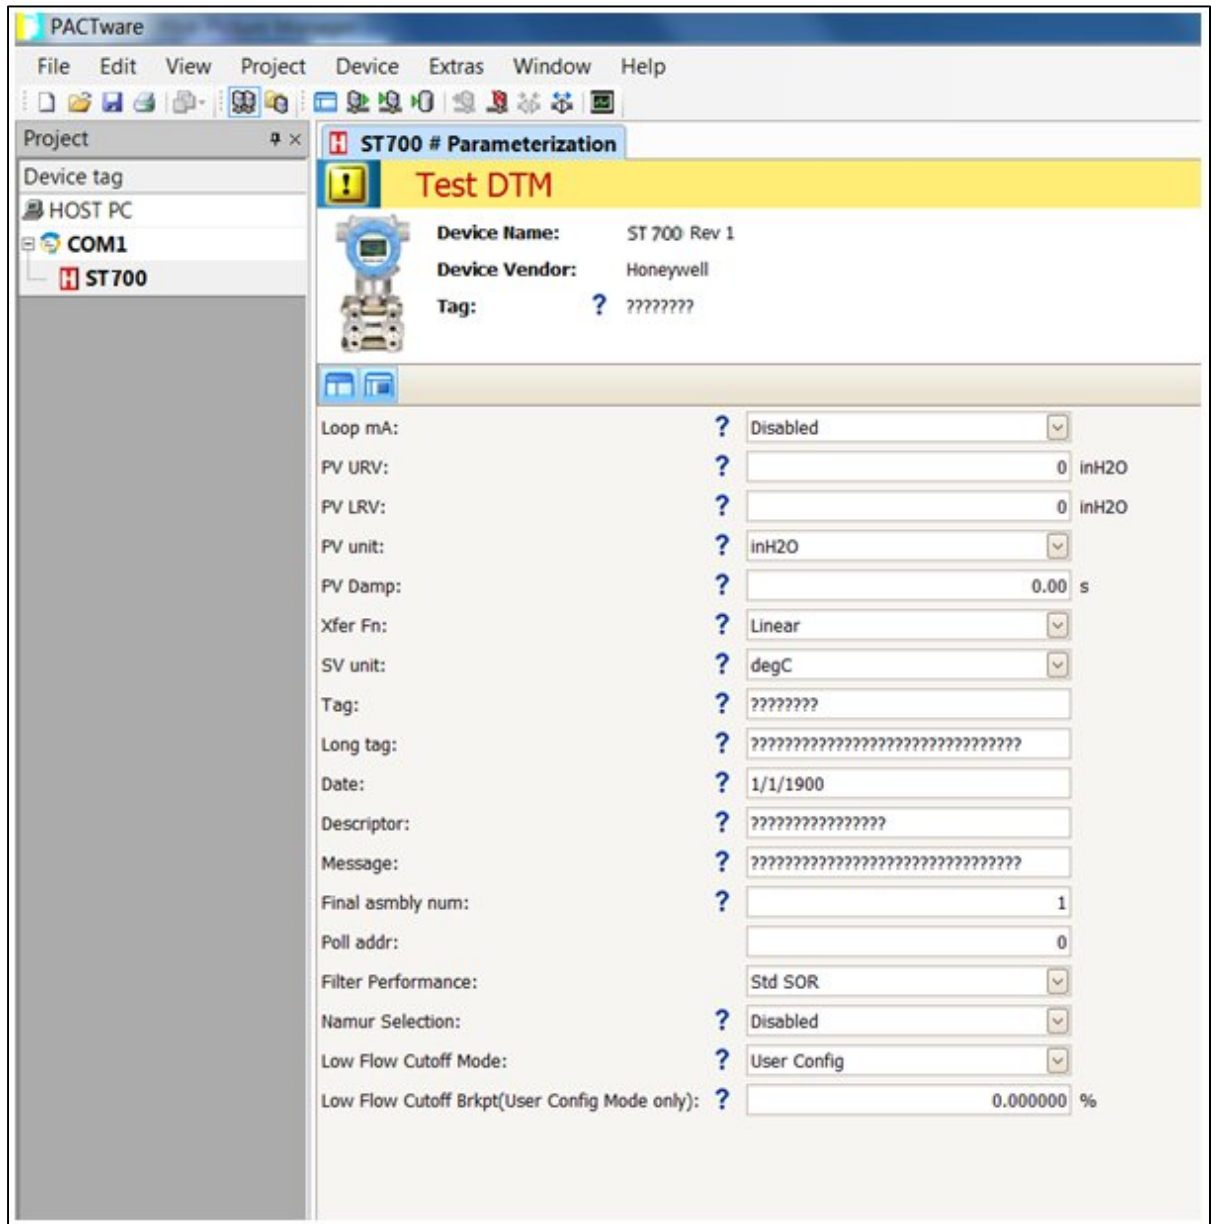 PACTware
File Edit View Project Device Extras Window Help
Project
ST700 # Parameterization
Device tag
HOST PC
COM1
ST700
Test DTM
Device Name: ST 700 Rev 1
Device Vendor: Honeywell
Tag: ? ????????
Loop mA: ? Disabled
PV URV: ? 0 inH2O
PV LRV: ? 0 inH2O
PV unit: ? inH2O
PV Damp: ? 0.00 s
Xfer Fn: ? Linear
SV unit: ? degC
Tag: ? ????????
Long tag: ? ????????????????????????????????
Date: ? 1/1/1900
Descriptor: ? ????????????????
Message: ? ????????????????????????????????
Final asmbly num: ? 1
Poll addr: 0
Filter Performance: Std SOR
Namur Selection: ? Disabled
Low Flow Cutoff Mode: ? User Config
Low Flow Cutoff Brkpt(User Config Mode only): ? 0.000000 %